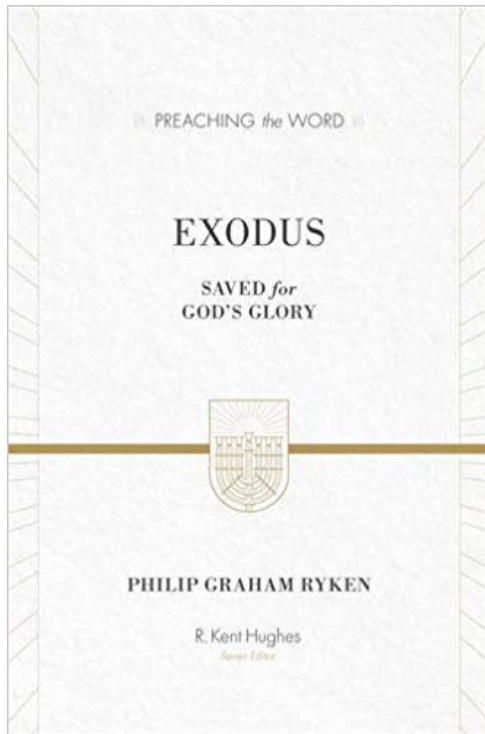 PREACHING the WORD
EXODUS
SAVED for
GOD'S GLORY
PHILIP GRAHAM RYKEN
R. Kent Hughes
Series Editor